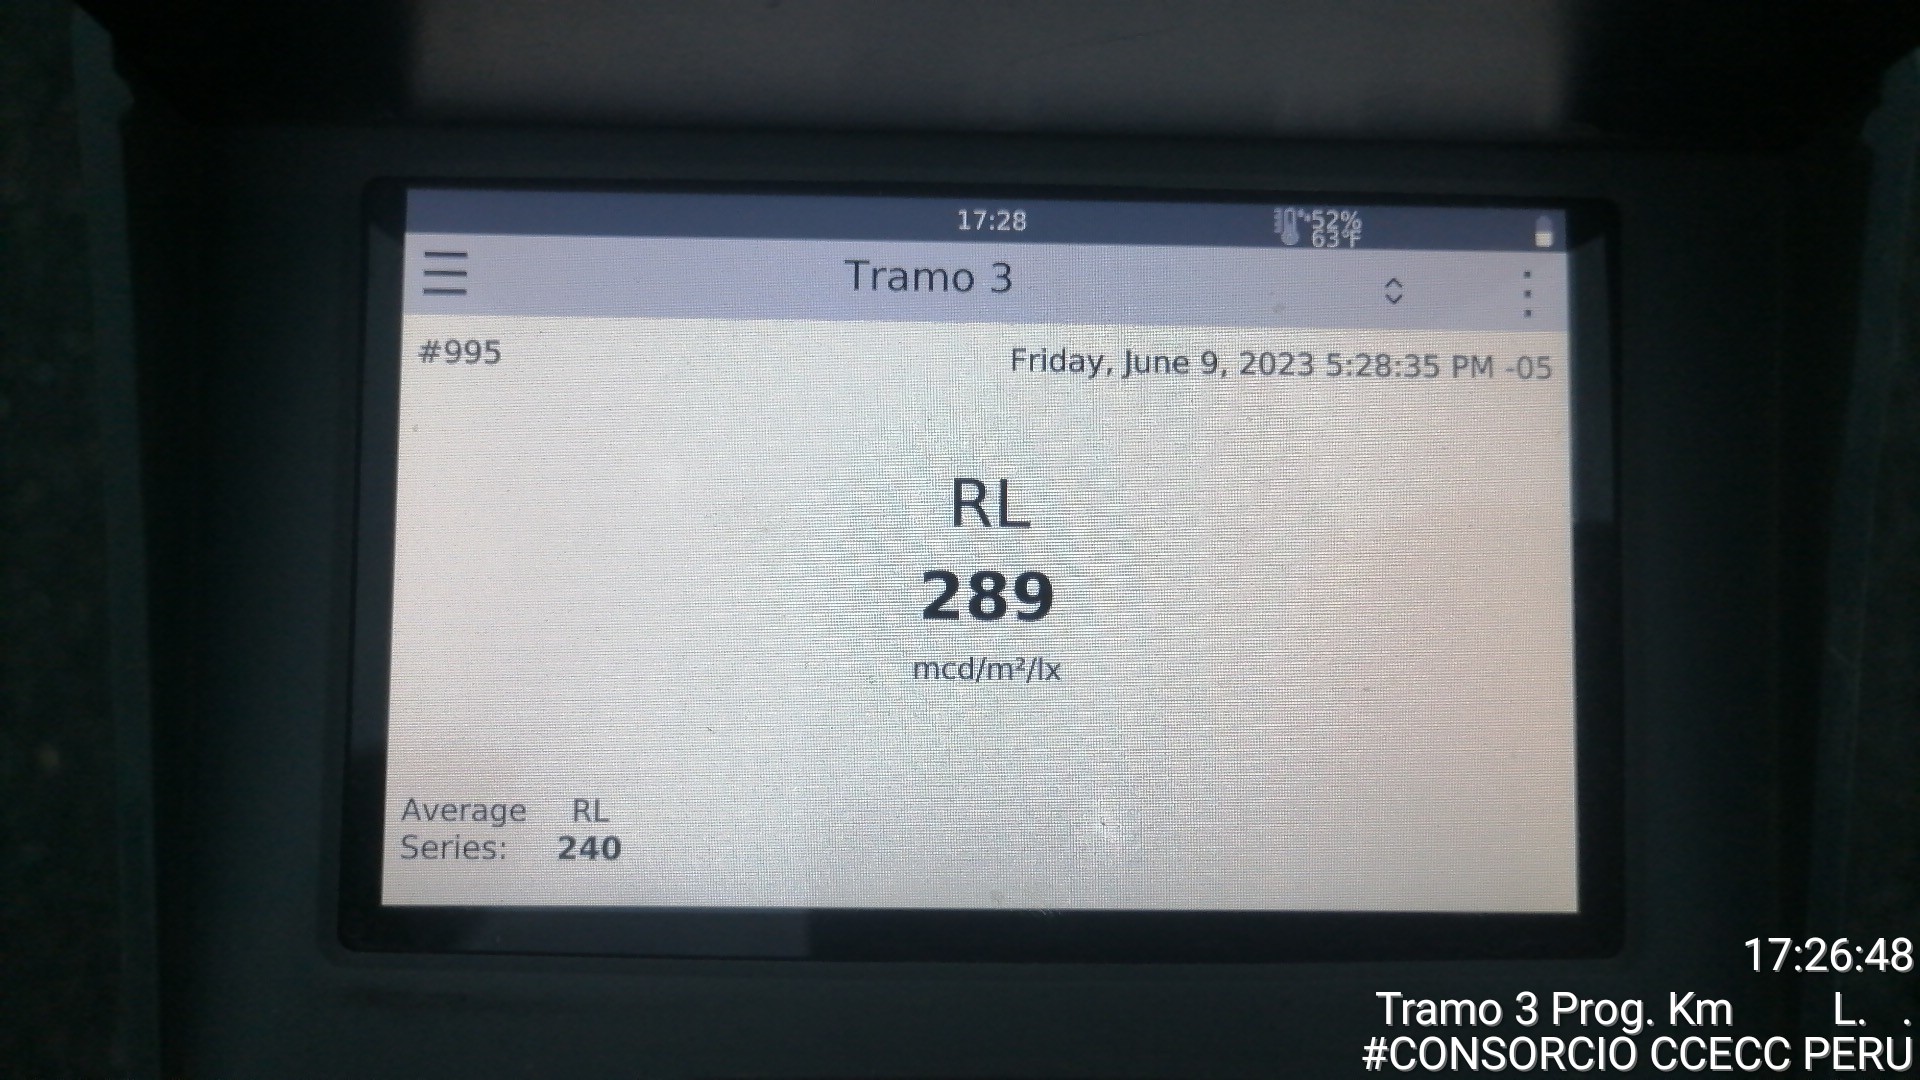 17:28
52%
63°F
Tramo 3
#995
Friday, June 9, 2023 5:28:35 PM -05
RL
289
mcd/m²/lx
Average RL
Series: 240
17:26:48
Tramo 3 Prog. Km L. .
#CONSORCIO CCECC PERU